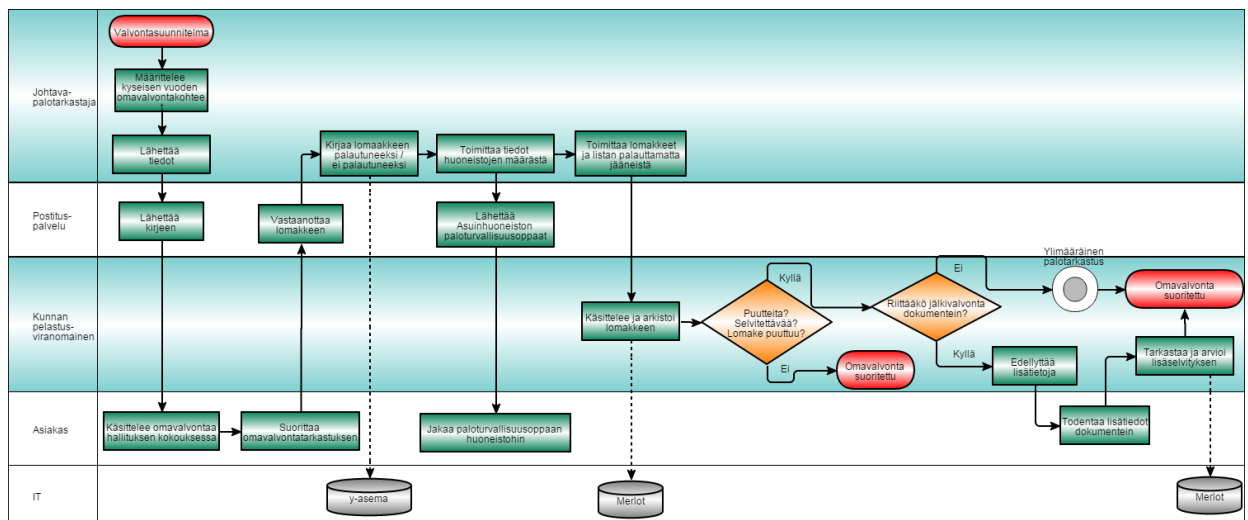 Johtava-
palotarkastaja
Valvontasuunnitelma
Määrittelee
kyseisen vuoden
omavalvontakohtee
t
Lähettää
tiedot
Kirjaa lomaakkeen
palautuneeksi /
ei palautuneeksi
Toimittaa tiedot
huoneistojen määrästä
Toimittaa lomakkeet
ja listan palauttamatta
jääneistä
Postitus-
palvelu
Lähettää
kirjeen
Vastaanottaa
lomakkeen
Lähettää
Asuinhuoneiston
paloturvallisuusoppaat
Kunnan
pelastus-
viranomainen
Käsittelee ja arkistoi
lomakkeen
Puutteita?
Selvitettävää?
Lomake puuttuu?
Kyllä
Ei
Omavalvonta
suoritettu
Riittääkö jälkivalvonta
dokumentein?
Ei
Kyllä
Ylimääräinen
palotarkastus
Omavalvonta
suoritettu
Edellyttää
lisätietoja
Tarkastaa ja arvioi
lisäselvityksen
Asiakas
Käsittelee omavalvontaa
hallituksen kokouksessa
Suorittaa
omavalvontatarkastuksen
Jakaa paloturvallisuusoppaan
huoneistohin
Todentaa lisätiedot
dokumentein
IT
y-asema
Merlot
Merlot